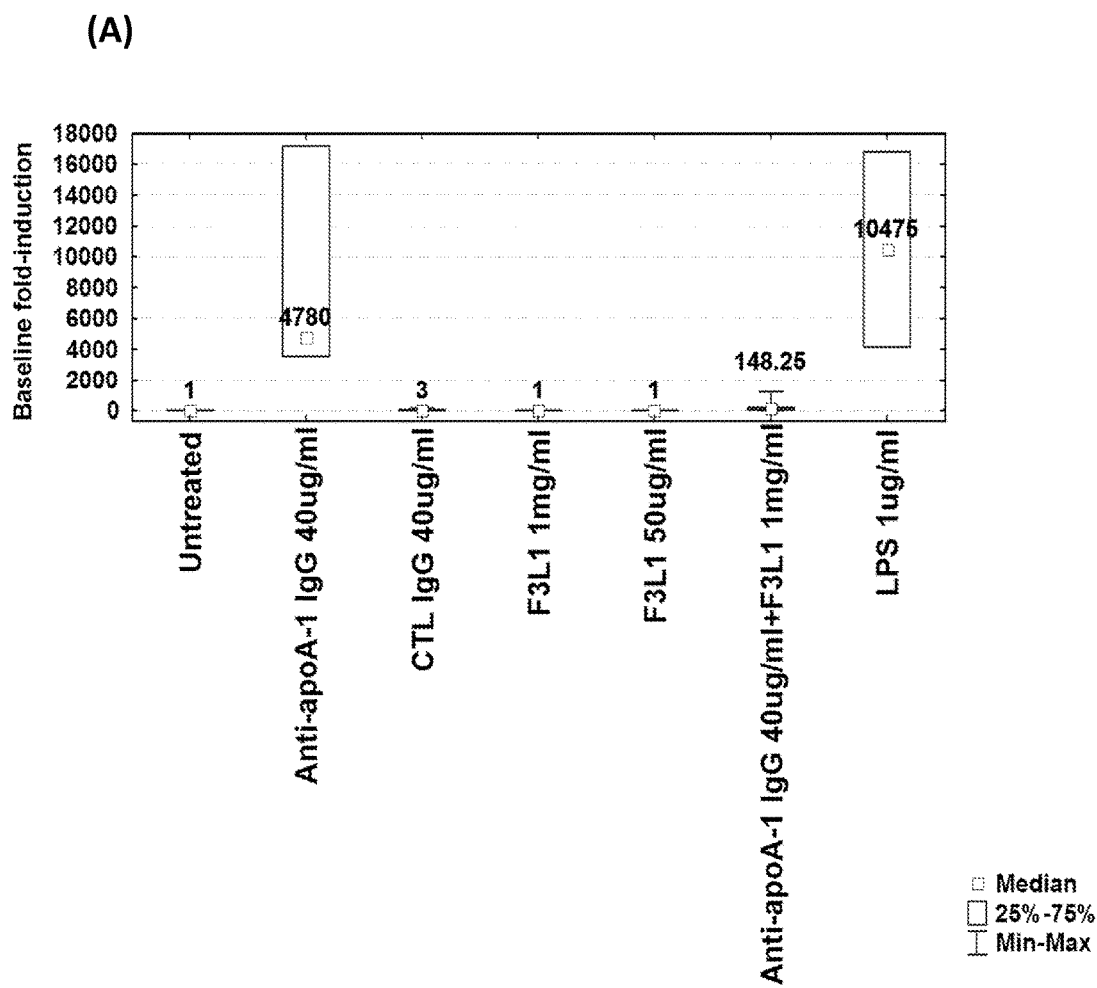 (A)
Baseline fold-induction
18000
16000
14000
12000
10000
8000
6000
4000
2000
0
1
4780
3
1
1
148.25
10475
Untreated
Anti-apoA-1 IgG 40ug/ml
CTL IgG 40ug/ml
F3L1 1mg/ml
F3L1 50ug/ml
Anti-apoA-1 IgG 40ug/ml+F3L1 1mg/ml
LPS 1ug/ml
Median
25%-75%
Min-Max